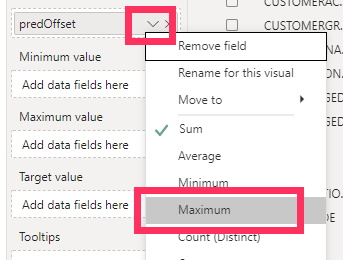 predOffset
Minimum value
Add data fields here
Maximum value
Add data fields here
Target value
Add data fields here
Tooltips
Remove field
Rename for this visual
Move to
Sum
Average
Minimum
Maximum
Count (Distinct)
CUSTOMERAC.
CUSTOMERGR.